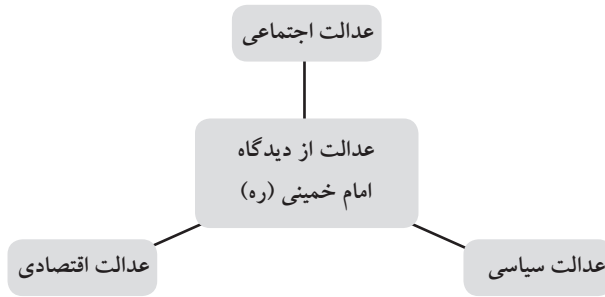 عدالت اجتماعی
عدالت از دیدگاه
امام خمینی (ره)
عدالت سیاسی
عدالت اقتصادی